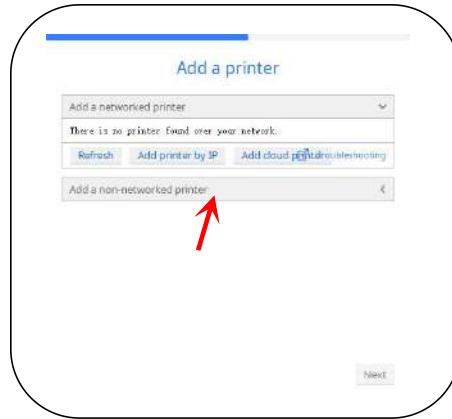 Add a printer
Add a networked printer
There is no printer found over your network.
Refresh Add printer by IP Add cloud printer Troubleshooting
Add a non-networked printer
Next